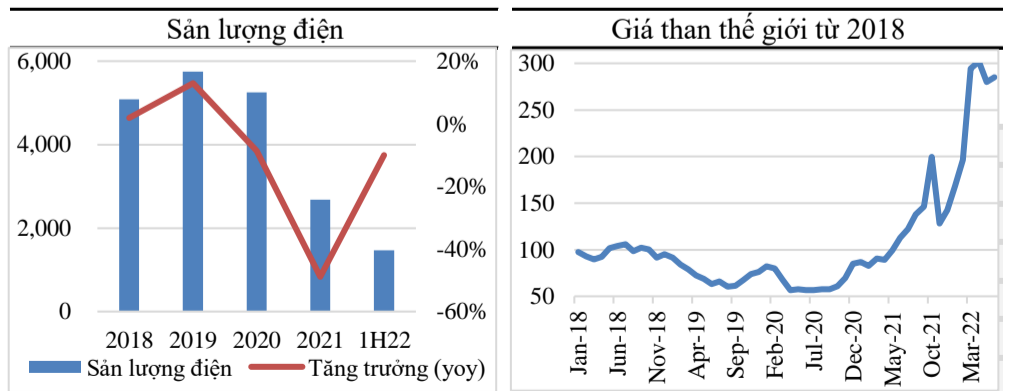 Sản lượng điện
6,000
4,000
2,000
0
20%
0%
-20%
-40%
-60%
2018 2019 2020 2021 1H22
Sản lượng điện Tăng trưởng (yoy)
Giá than thế giới từ 2018
300
250
200
150
100
50
Jan-18
Jun-18
Nov-18
Apr-19
Sep-19
Feb-20
Jul-20
Dec-20
May-21
Oct-21
Mar-22